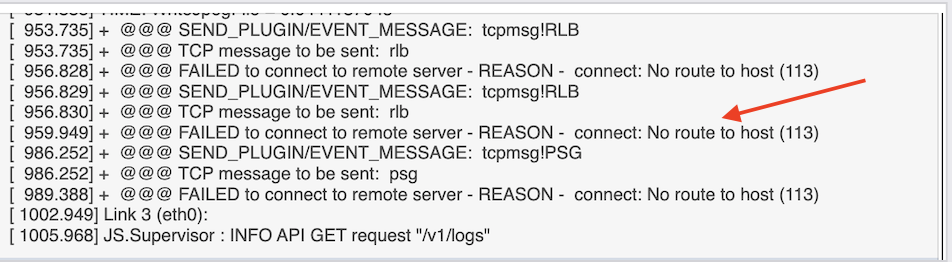 [  953.735] +  @@@ SEND_PLUGIN/EVENT_MESSAGE:  tcpmsg!RLB
[  953.735] +  @@@ TCP message to be sent:  rlb
[  956.828] +  @@@ FAILED to connect to remote server - REASON -  connect: No route to host (113)
[  956.829] +  @@@ SEND_PLUGIN/EVENT_MESSAGE:  tcpmsg!RLB
[  956.830] +  @@@ TCP message to be sent:  rlb
[  959.949] +  @@@ FAILED to connect to remote server - REASON -  connect: No route to host (113)
[  986.252] +  @@@ SEND_PLUGIN/EVENT_MESSAGE:  tcpmsg!PSG
[  986.252] +  @@@ TCP message to be sent:  psg
[  989.388] +  @@@ FAILED to connect to remote server - REASON -  connect: No route to host (113)
[ 1002.949] Link 3 (eth0):
[ 1005.968] JS.Supervisor : INFO API GET request "/v1/logs"